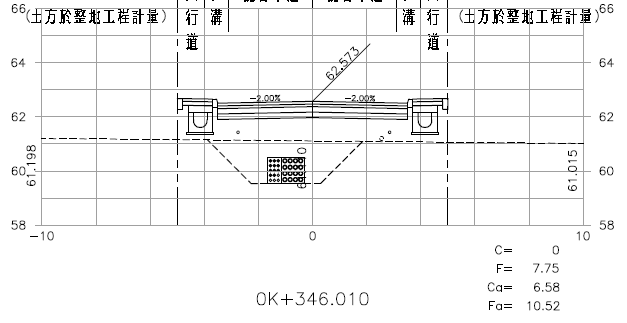 66 66
(土方於整地工程計量) 行道 溝 溝 行道 (土方於整地工程計量)
64 64
62.573
-2.00% -2.00%
62 62
60 60
61.198 61.015
58 58
-10 0 10
C= 0
F= 7.75
0K+346.010
Ca= 6.58
Fa= 10.52